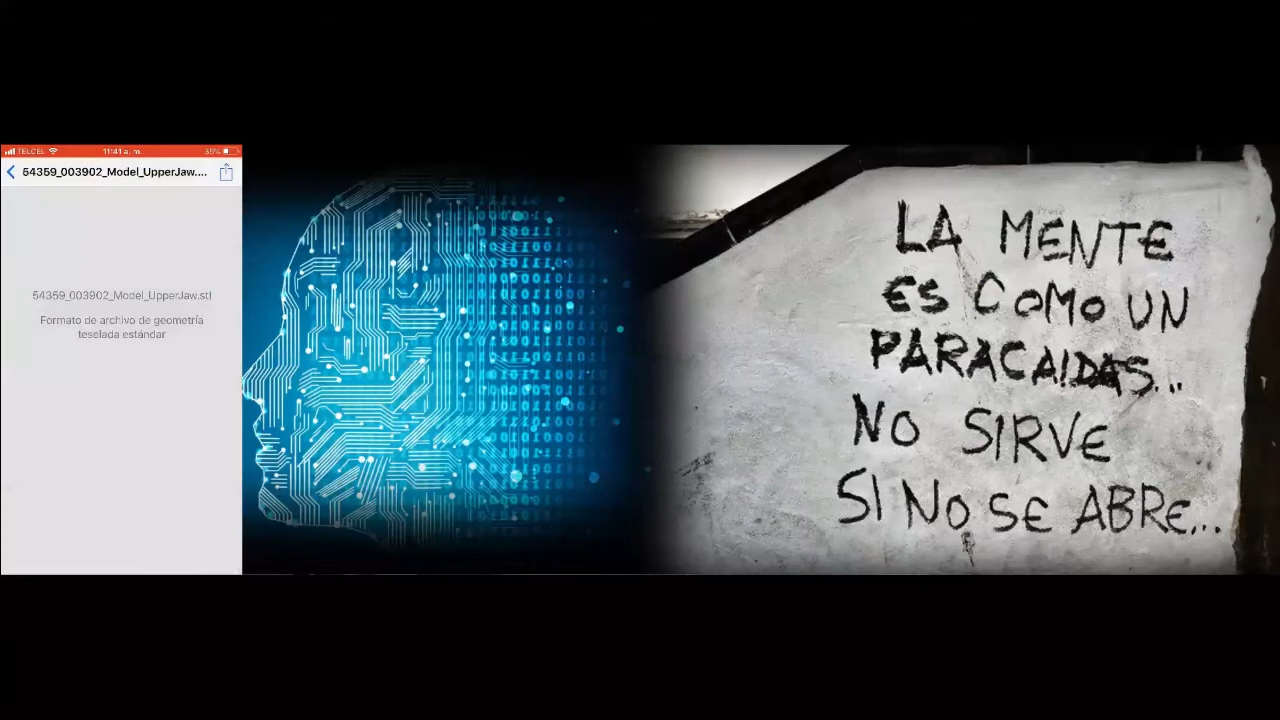 TELCEL
11:41 a. m.
35%
54359_003902_Model_UpperJaw....
54359_003902_Model_UpperJaw.stl
Formato de archivo de geometría
teselada estándar
LA MENTE
ES COMO UN
PARACAIDAS...
NO SIRVE
SI NO SE ABRE...